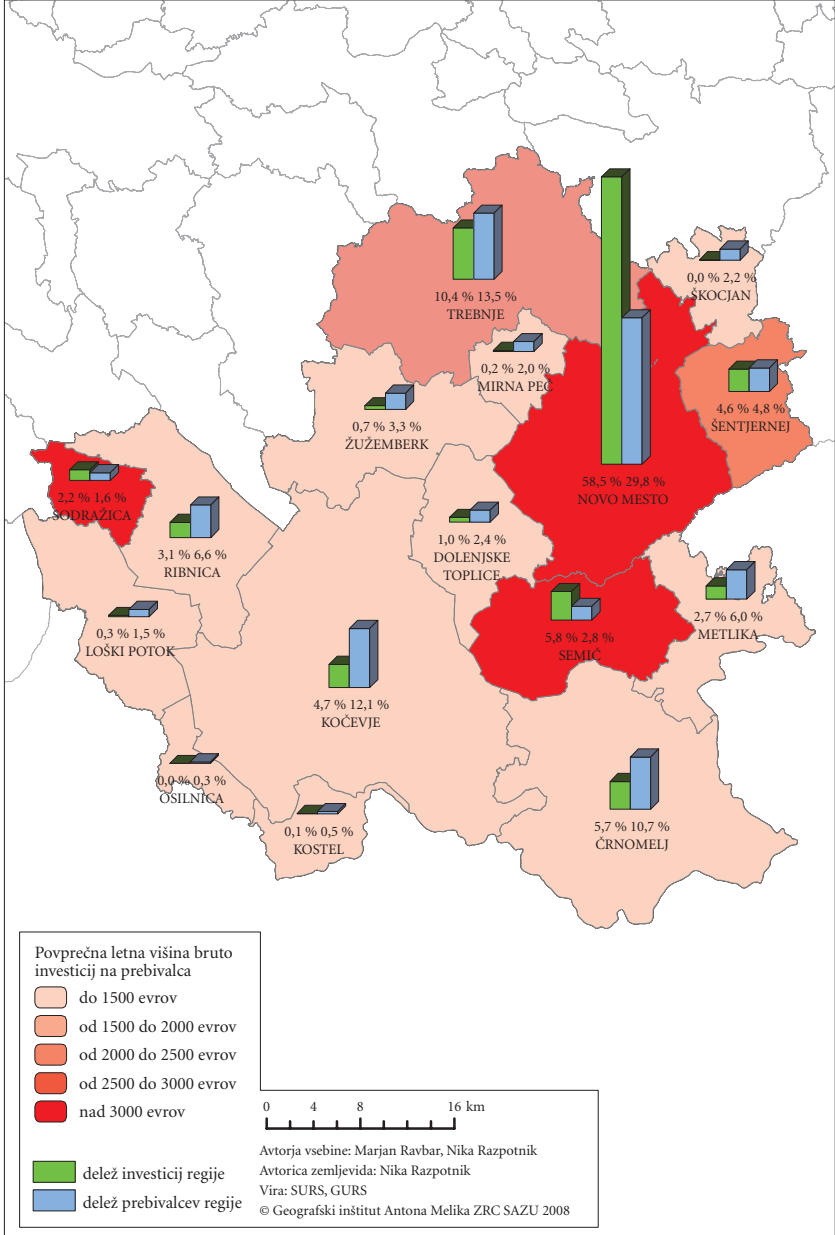 10,4 % 13,5 %
TREBNJE
0,0 % 2,2 %
ŠKOCJAN
0,2 % 2,0 %
MIRNA PEČ
4,6 % 4,8 %
ŠENTJERNEJ
0,7 % 3,3 %
ŽUŽEMBERK
58,5 % 29,8 %
NOVO MESTO
2,2 % 1,6 %
SODRAŽICA
3,1 % 6,6 %
RIBNICA
1,0 % 2,4 %
DOLENJSKE
TOPLICE
2,7 % 6,0 %
METLIKA
0,3 % 1,5 %
LOŠKI POTOK
5,8 % 2,8 %
SEMIČ
4,7 % 12,1 %
KOČEVJE
0,0 % 0,3 %
OSILNICA
0,1 % 0,5 %
KOSTEL
5,7 % 10,7 %
ČRNOMELJ
Povprečna letna višina bruto
investicij na prebivalca
do 1500 evrov
od 1500 do 2000 evrov
od 2000 do 2500 evrov
od 2500 do 3000 evrov
nad 3000 evrov
delež investicij regije
delež prebivalcev regije
0 4 8 16 km
Avtorja vsebine: Marjan Ravbar, Nika Razpotnik
Avtorica zemljevida: Nika Razpotnik
Vira: SURS, GURS
© Geografski inštitut Antona Melika ZRC SAZU 2008